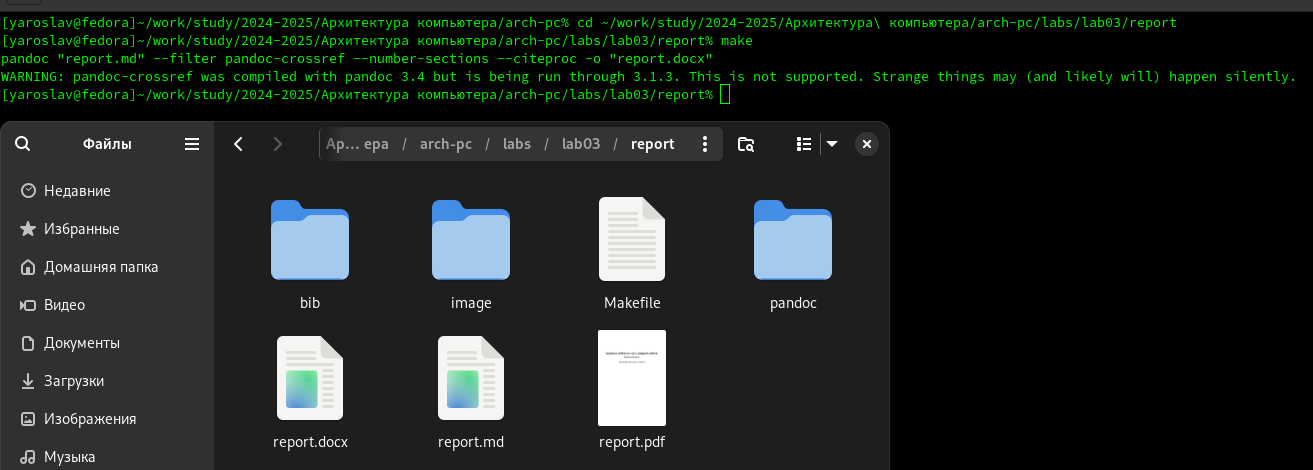 [yaroslav@fedora]~/work/study/2024-2025/Архитектура компьютера/arch-pc% cd ~/work/study/2024-2025/Архитектура\ компьютера/arch-pc/labs/lab03/report
[yaroslav@fedora]~/work/study/2024-2025/Архитектура компьютера/arch-pc/labs/lab03/report% make
pandoc "report.md" --filter pandoc-crossref --number-sections --citeproc -o "report.docx"
WARNING: pandoc-crossref was compiled with pandoc 3.4 but is being run through 3.1.3. This is not supported. Strange things may (and likely will) happen silently.
[yaroslav@fedora]~/work/study/2024-2025/Архитектура компьютера/arch-pc/labs/lab03/report%
Файлы
Ар… ера / arch-pc / labs / lab03 / report
Недавние
Избранные
Домашняя папка
Видео
Документы
Загрузки
Изображения
Музыка
bib
image
Makefile
pandoc
report.docx
report.md
report.pdf